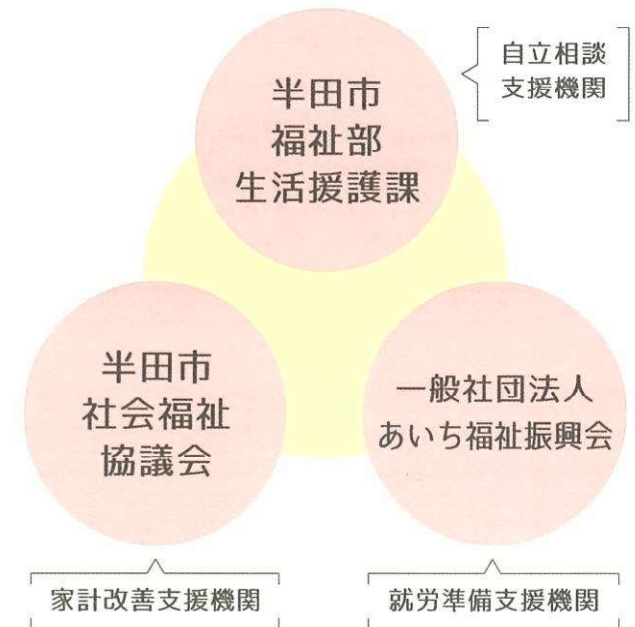 半田市
福祉部
生活援護課
自立相談
支援機関
半田市
社会福祉
協議会
一般社団法人
あいち福祉振興会
家計改善支援機関
就労準備支援機関